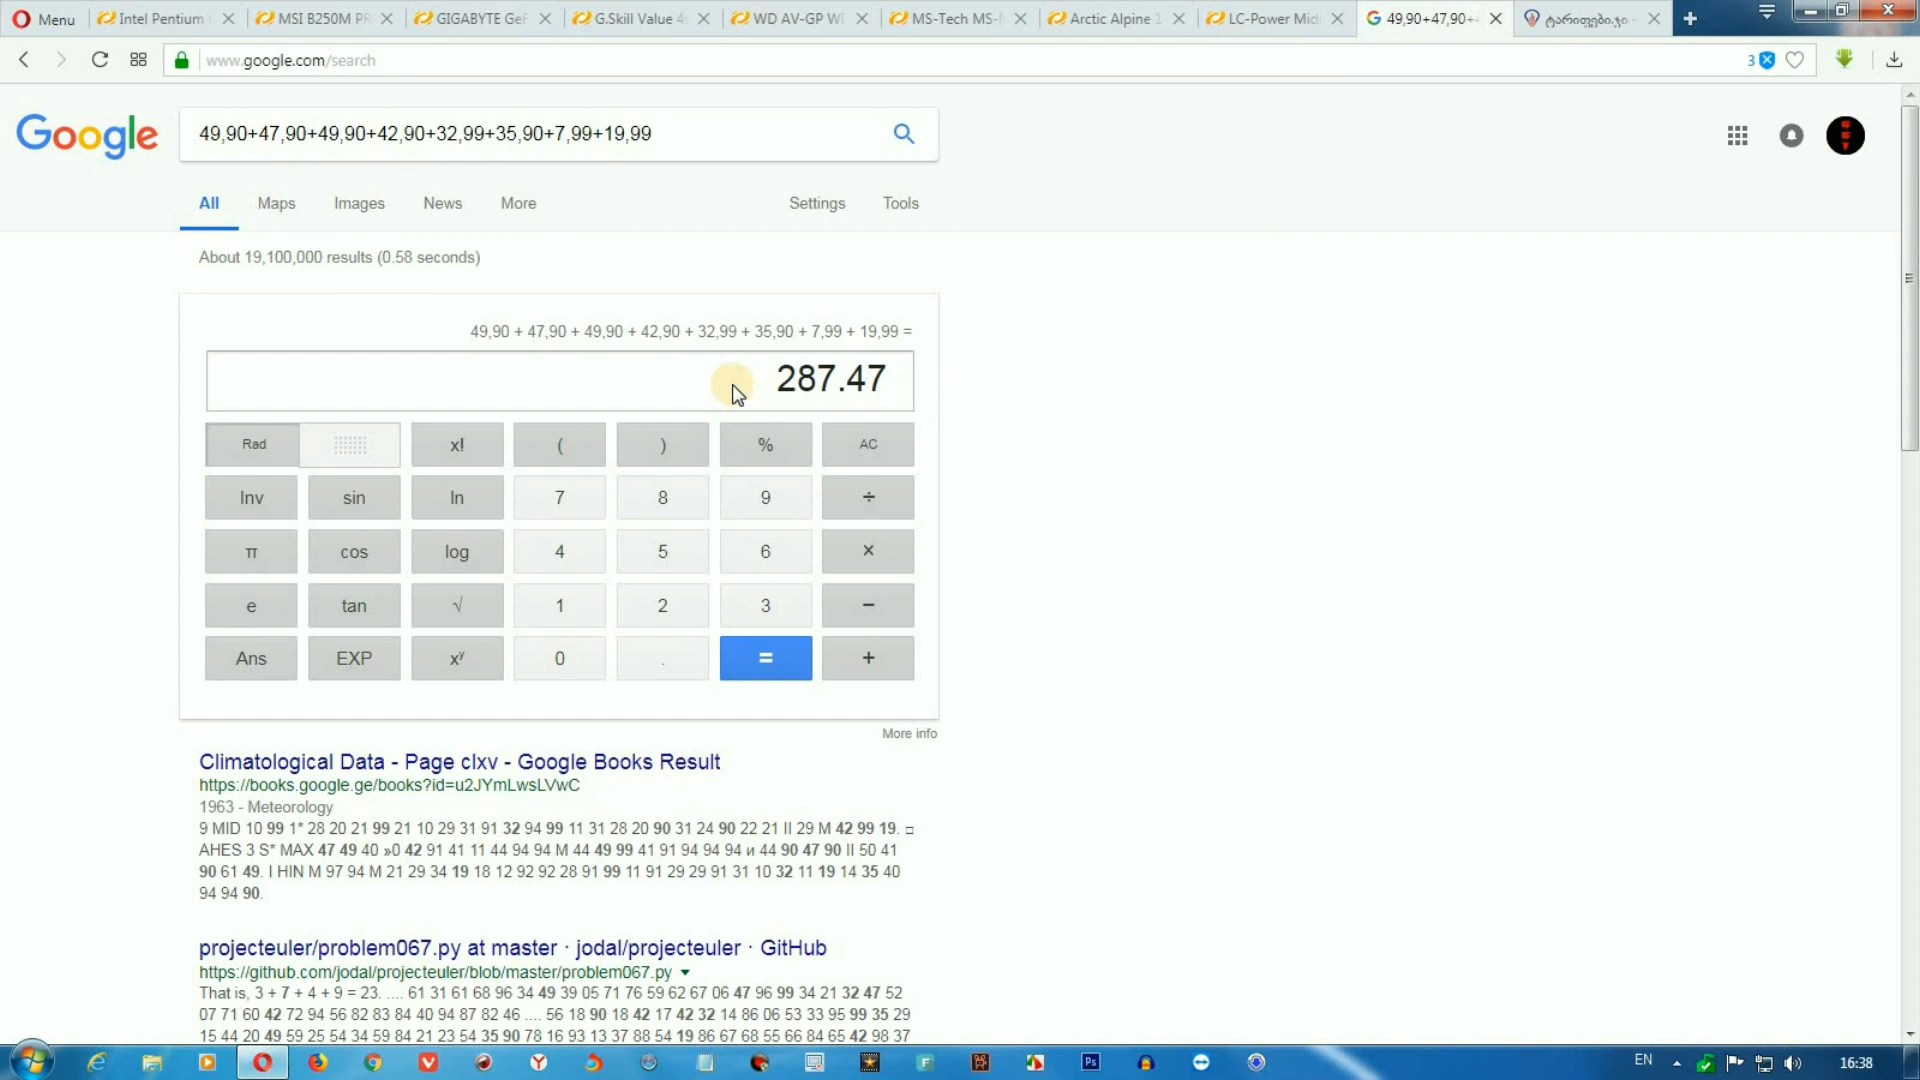 Menu
Intel Pentium
MSI B250M PR
GIGABYTE GeF
G.Skill Value 4
WD AV-GP WD
MS-Tech MS-
Arctic Alpine 1
LC-Power Mid
49,90+47,90+
ტარიფები.ჯი
www.google.com/search
3
Google
49,90+47,90+49,90+42,90+32,99+35,90+7,99+19,99
All
Maps
Images
News
More
Settings
Tools
About 19,100,000 results (0.58 seconds)
49,90 + 47,90 + 49,90 + 42,90 + 32,99 + 35,90 + 7,99 + 19,99 =
287.47
Rad
x!
(
)
%
AC
Inv
sin
ln
7
8
9
÷
π
cos
log
4
5
6
×
e
tan
√
1
2
3
−
Ans
EXP
xʸ
0
.
=
+
More info
Climatological Data - Page clxv - Google Books Result
https://books.google.ge/books?id=u2JYmLwsLVwC
1963 - Meteorology
9 MID 10 99 1* 28 20 21 99 21 10 29 31 91 32 94 99 11 31 28 20 90 31 24 90 22 21 II 29 M 42 99 19. □
AHES 3 S* MAX 47 49 40 »0 42 91 41 11 44 94 94 M 44 49 99 41 91 94 94 94 и 44 90 47 90 II 50 41
90 61 49. I HIN M 97 94 M 21 29 34 19 18 12 92 92 28 91 99 11 91 29 29 91 31 10 32 11 19 14 35 40
94 94 90.
projecteuler/problem067.py at master · jodal/projecteuler · GitHub
https://github.com/jodal/projecteuler/blob/master/problem067.py
That is, 3 + 7 + 4 + 9 = 23. .... 61 31 61 68 96 34 49 39 05 71 76 59 62 67 06 47 96 99 34 21 32 47 52
07 71 60 42 72 94 56 82 83 84 40 94 87 82 46 .... 56 18 90 18 42 17 42 32 14 86 06 53 33 95 99 35 29
15 44 20 49 59 25 54 34 59 84 21 23 54 35 90 78 16 93 13 37 88 54 19 86 67 68 55 66 84 65 42 98 37
EN
16:38